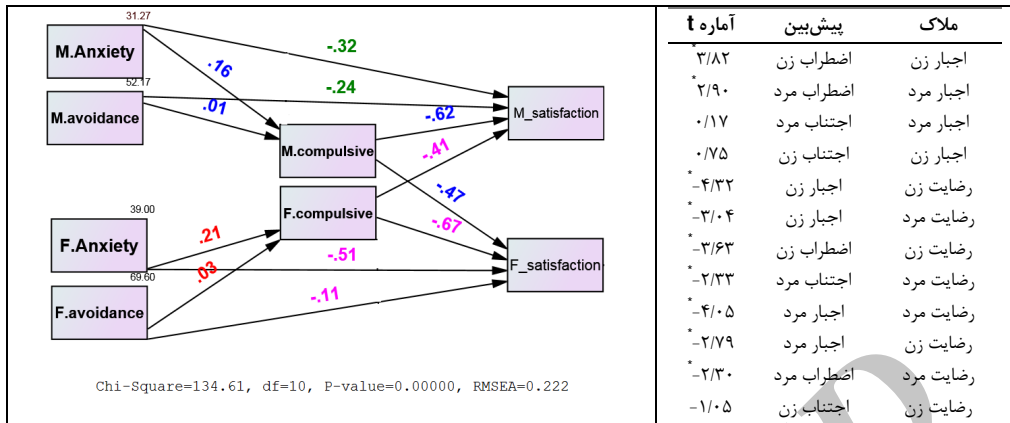 31.27
M.Anxiety
52.17
M.avoidance
-.32
.16
-.24
.01
M.compulsive
-.62
M_satisfaction
-.41
F.compulsive
-.47
39.00
F.Anxiety
.21
-.67
-.51
F_satisfaction
.03
69.60
F.avoidance
-.11
Chi-Square=134.61, df=10, P-value=0.00000, RMSEA=0.222
ملاک پیش‌بین آماره t
اجبار زن اضطراب زن ۳/۸۲*
اجبار مرد اضطراب مرد ۲/۹۰*
اجبار مرد اجتناب مرد ۰/۱۷
اجبار زن اجتناب زن ۰/۷۵
رضایت زن اجبار زن -۴/۳۲*
رضایت مرد اجبار زن -۳/۰۴*
رضایت زن اضطراب زن -۳/۶۳*
رضایت مرد اجتناب مرد -۲/۳۳*
رضایت مرد اجبار مرد -۴/۰۵*
رضایت زن اجبار مرد -۲/۷۹*
رضایت مرد اضطراب مرد -۲/۳۰*
رضایت زن اجتناب زن -۱/۰۵